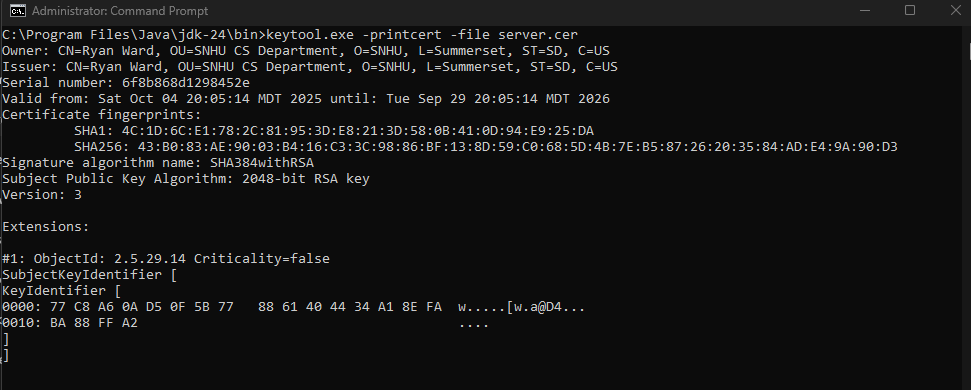 Administrator: Command Prompt
C:\Program Files\Java\jdk-24\bin>keytool.exe -printcert -file server.cer
Owner: CN=Ryan Ward, OU=SNHU CS Department, O=SNHU, L=Summerset, ST=SD, C=US
Issuer: CN=Ryan Ward, OU=SNHU CS Department, O=SNHU, L=Summerset, ST=SD, C=US
Serial number: 6f8b868d1298452e
Valid from: Sat Oct 04 20:05:14 MDT 2025 until: Tue Sep 29 20:05:14 MDT 2026
Certificate fingerprints:
         SHA1: 4C:1D:6C:E1:78:2C:81:95:3D:E8:21:3D:58:0B:41:0D:94:E9:25:DA
         SHA256: 43:B0:83:AE:90:03:B4:16:C3:3C:98:86:BF:13:8D:59:C0:68:5D:4B:7E:B5:87:26:20:35:84:AD:E4:9A:90:D3
Signature algorithm name: SHA384withRSA
Subject Public Key Algorithm: 2048-bit RSA key
Version: 3
Extensions:
#1: ObjectId: 2.5.29.14 Criticality=false
SubjectKeyIdentifier [
KeyIdentifier [
0000: 77 C8 A6 0A D5 0F 5B 77   88 61 40 44 34 A1 8E FA  w.....[w.a@D4...
0010: BA 88 FF A2                                        ....
]
]